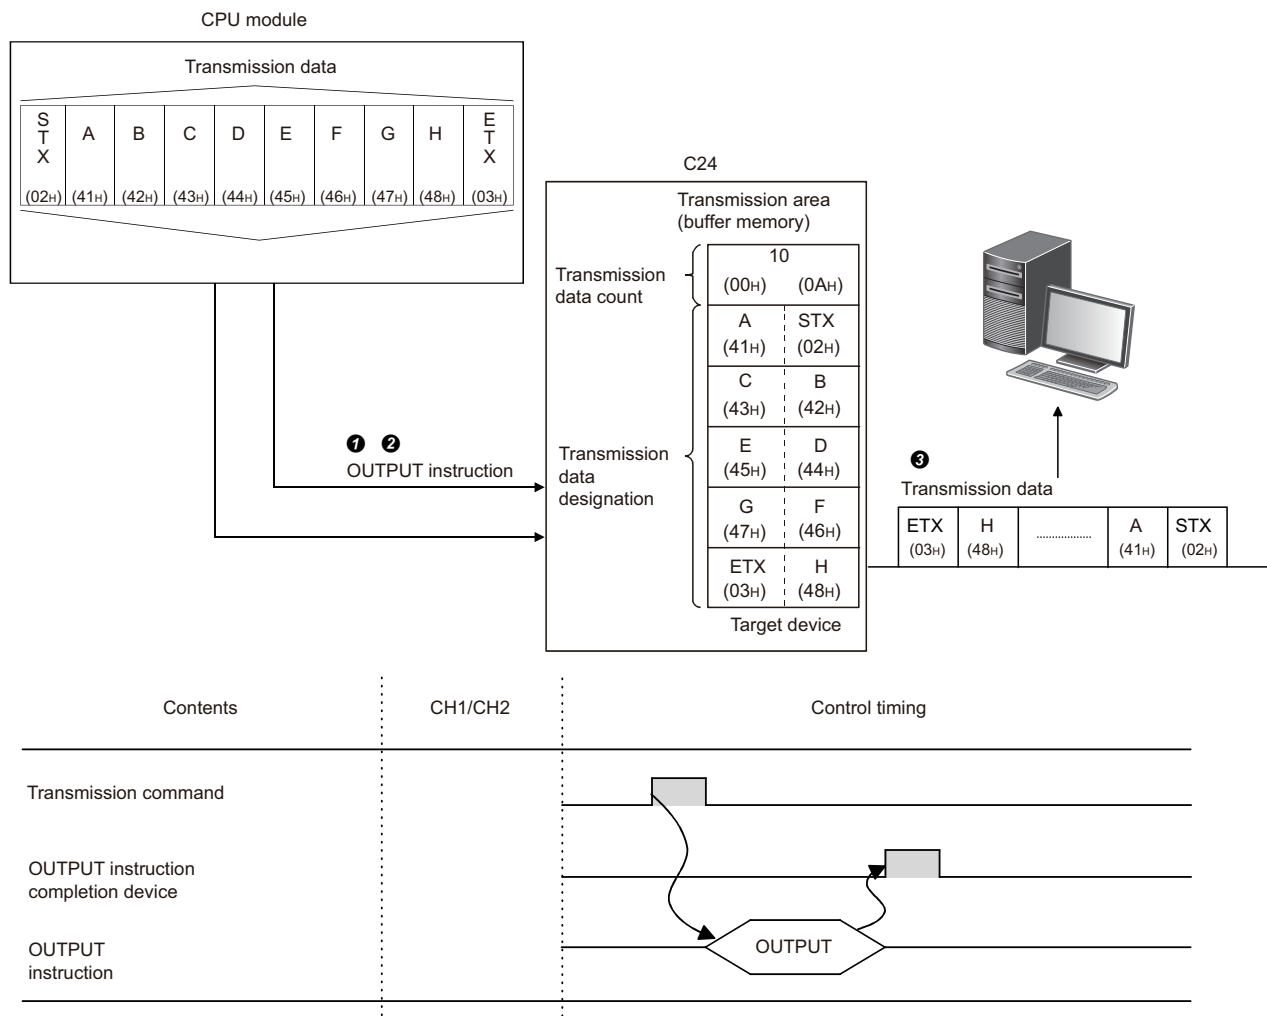 CPU module
Transmission data
STX A B C D E F G H ETX
(02H) (41H) (42H) (43H) (44H) (45H) (46H) (47H) (48H) (03H)
C24
Transmission area
(buffer memory)
Transmission
data count
10
(00H) (0AH)
A STX
(41H) (02H)
C B
(43H) (42H)
Transmission
data
designation
E D
(45H) (44H)
G F
(47H) (46H)
ETX H
(03H) (48H)
Target device
❶ ❷
OUTPUT instruction
❸
Transmission data
ETX H .................. A STX
(03H) (48H) (41H) (02H)
Contents CH1/CH2 Control timing
Transmission command
OUTPUT instruction
completion device
OUTPUT
instruction
OUTPUT